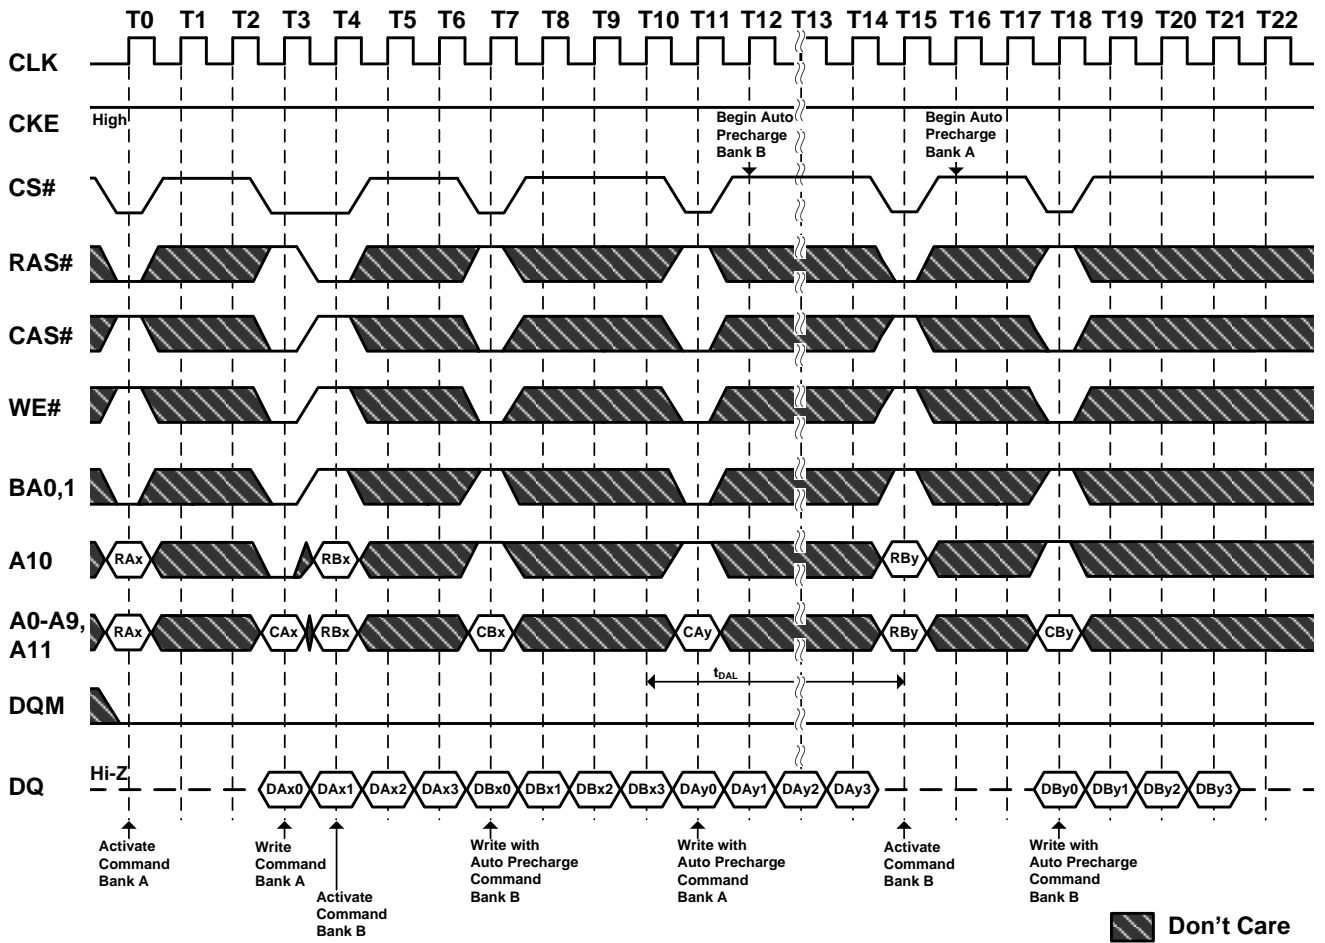 T0 T1 T2 T3 T4 T5 T6 T7 T8 T9 T10 T11 T12 T13 T14 T15 T16 T17 T18 T19 T20 T21 T22
CLK
CKE
High
Begin Auto
Precharge
Bank B
Begin Auto
Precharge
Bank A
CS#
RAS#
CAS#
WE#
BA0,1
A10
RAx RBx RBy
A0-A9,
A11
RAx CAx RBx CBx CAy RBy CBy
tDAL
DQM
DQ
Hi-Z
DAx0 DAx1 DAx2 DAx3 DBx0 DBx1 DBx2 DBx3 DAy0 DAy1 DAy2 DAy3 DBy0 DBy1 DBy2 DBy3
Activate
Command
Bank A
Write
Command
Bank A
Activate
Command
Bank B
Write with
Auto Precharge
Command
Bank B
Write with
Auto Precharge
Command
Bank A
Activate
Command
Bank B
Write with
Auto Precharge
Command
Bank B
Don't Care